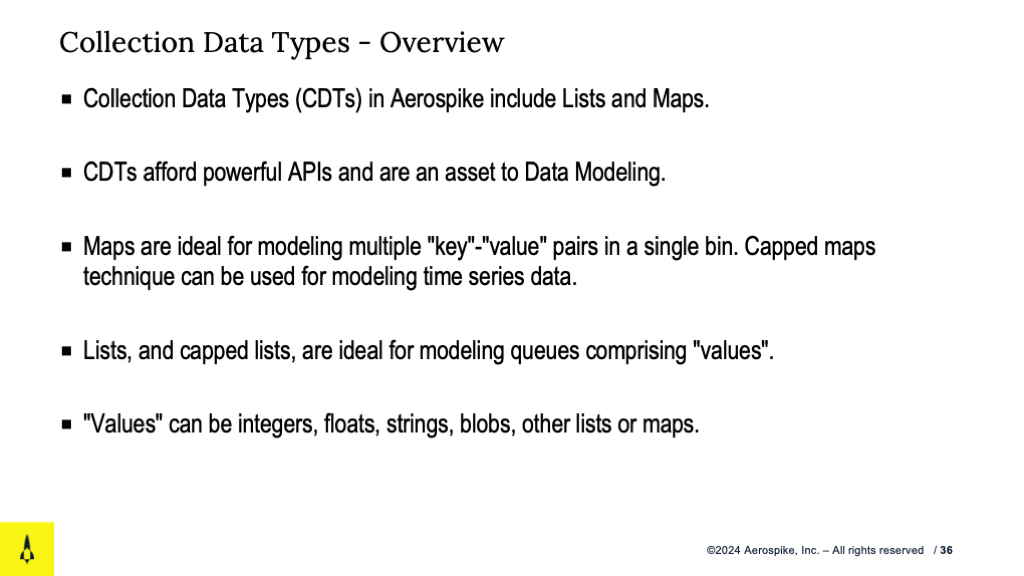 Collection Data Types - Overview
▪ Collection Data Types (CDTs) in Aerospike include Lists and Maps.
▪ CDTs afford powerful APIs and are an asset to Data Modeling.
▪ Maps are ideal for modeling multiple "key"-"value" pairs in a single bin. Capped maps
technique can be used for modeling time series data.
▪ Lists, and capped lists, are ideal for modeling queues comprising "values".
▪ "Values" can be integers, floats, strings, blobs, other lists or maps.
©2024 Aerospike, Inc. – All rights reserved / 36